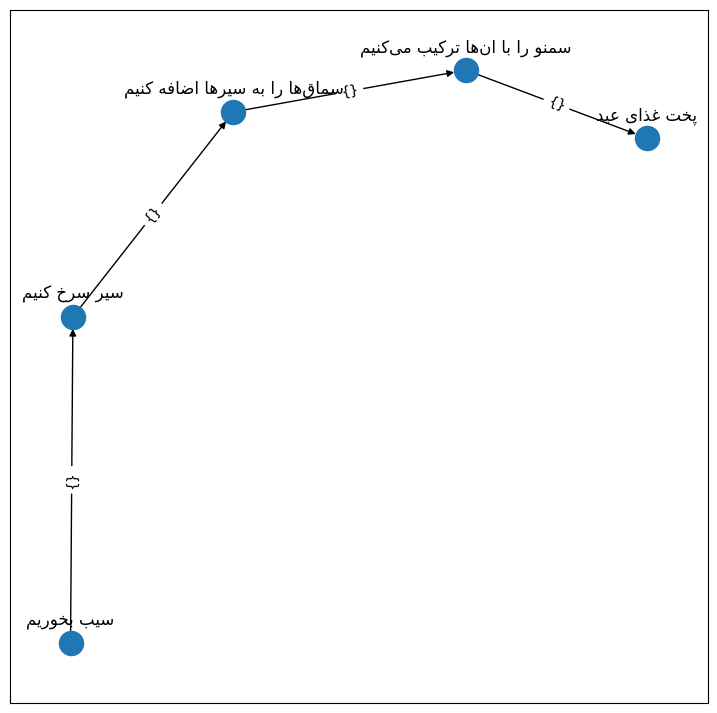 سمنو را با ان‌ها ترکیب می‌کنیم
سماق‌ها را به سیرها اضافه کنیم
{}
{}
پخت غذای عید
{}
سیر سرخ کنیم
{}
سیب بخوریم